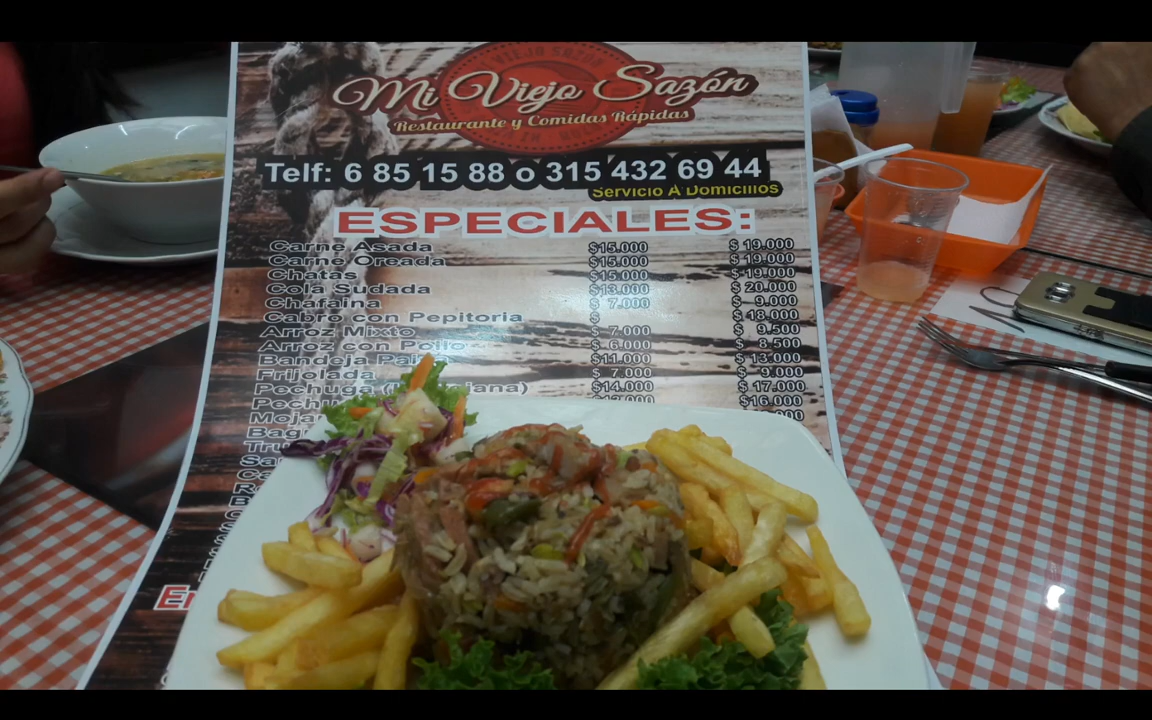 VIEJO SAZÓN
Mi Viejo Sazón
Restaurante y Comidas Rápidas
Telf: 6 85 15 88 o 315 432 69 44
Servicio A Domicilios
ESPECIALES:
Carne Asada $15.000 $ 19.000
Carne Oreada $15.000 $ 19.000
Chatas $15.000 $ 19.000
Cola Sudada $13.000 $ 20.000
Chafaina $ 7.000 $ 9.000
Cabro con Pepitoria $ $ 18.000
Arroz Mixto $ 7.000 $ 9.500
Arroz con Pollo $ 6.000 $ 8.500
Bandeja Paisa $11.000 $ 13.000
Frijolada $ 7.000 $ 9.000
Pechuga $14.000 $ 17.000
$16.000